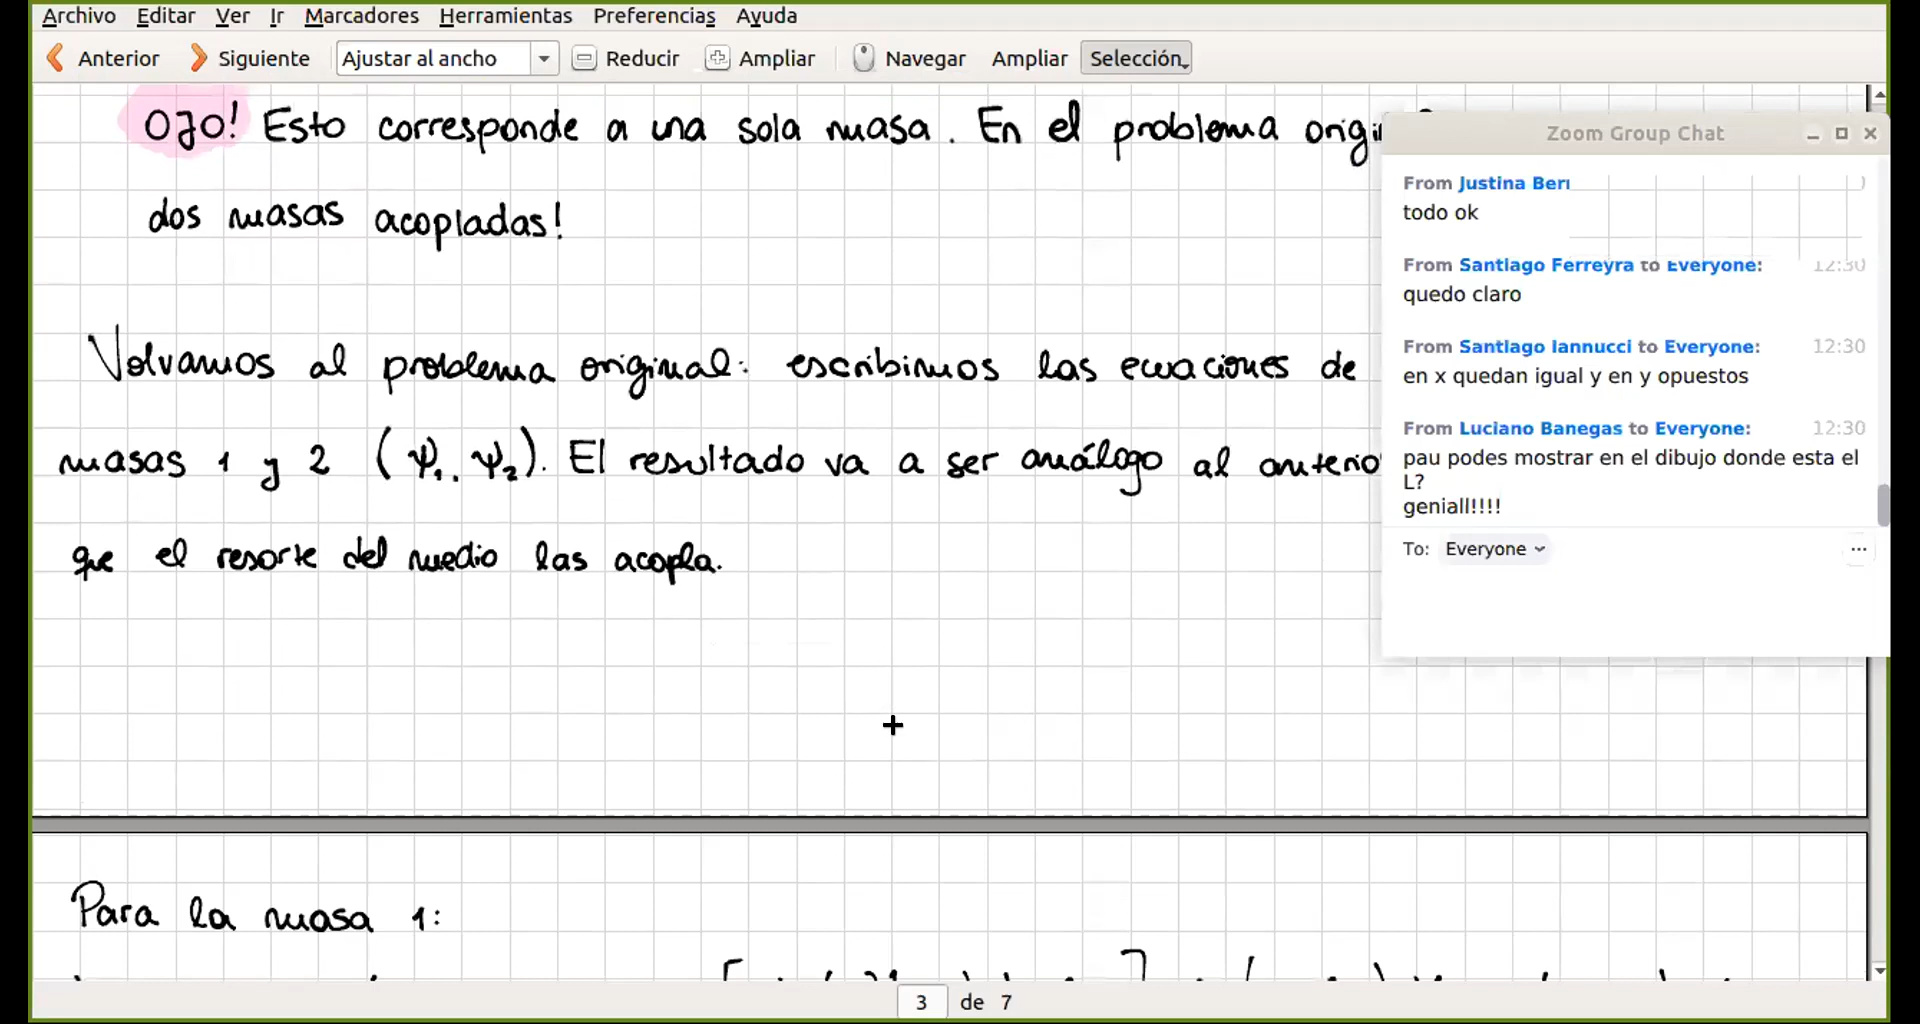 Archivo Editar Ver Ir Marcadores Herramientas Preferencias Ayuda
Anterior Siguiente Ajustar al ancho Reducir Ampliar Navegar Ampliar Selección
OJO! Esto corresponde a una sola masa. En el problema origi
dos masas acopladas!
Volvamos al problema original: escribimos las ecuaciones de
masas 1 y 2 (Ψ₁, Ψ₂). El resultado va a ser análogo al anterio
que el resorte del medio las acopla.
Para la masa 1:
3 de 7
Zoom Group Chat
From Justina Ber
todo ok
From Santiago Ferreyra to Everyone: 12:30
quedo claro
From Santiago Iannucci to Everyone: 12:30
en x quedan igual y en y opuestos
From Luciano Banegas to Everyone: 12:30
pau podes mostrar en el dibujo donde esta el
L?
geniall!!!!
To: Everyone ...